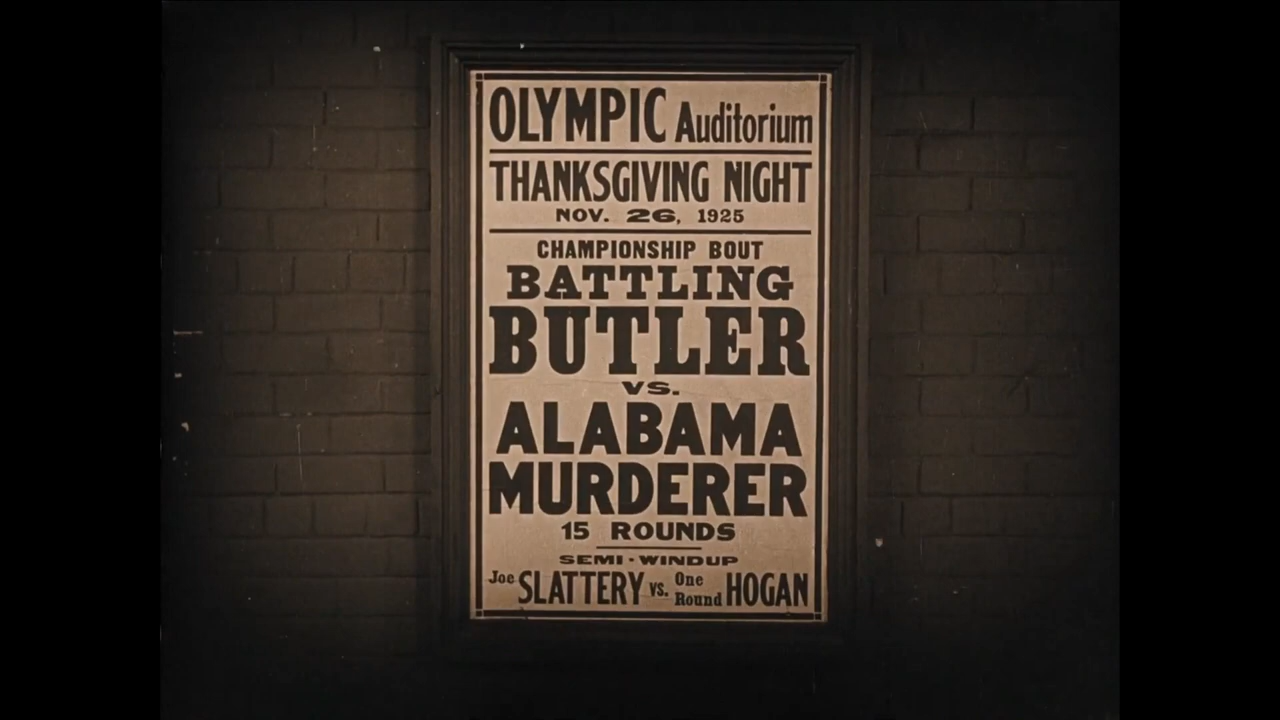 OLYMPIC Auditorium
THANKSGIVING NIGHT
NOV. 26, 1925
CHAMPIONSHIP BOUT
BATTLING
BUTLER
VS.
ALABAMA
MURDERER
15 ROUNDS
SEMI-WINDUP
Joe SLATTERY vs. One Round HOGAN